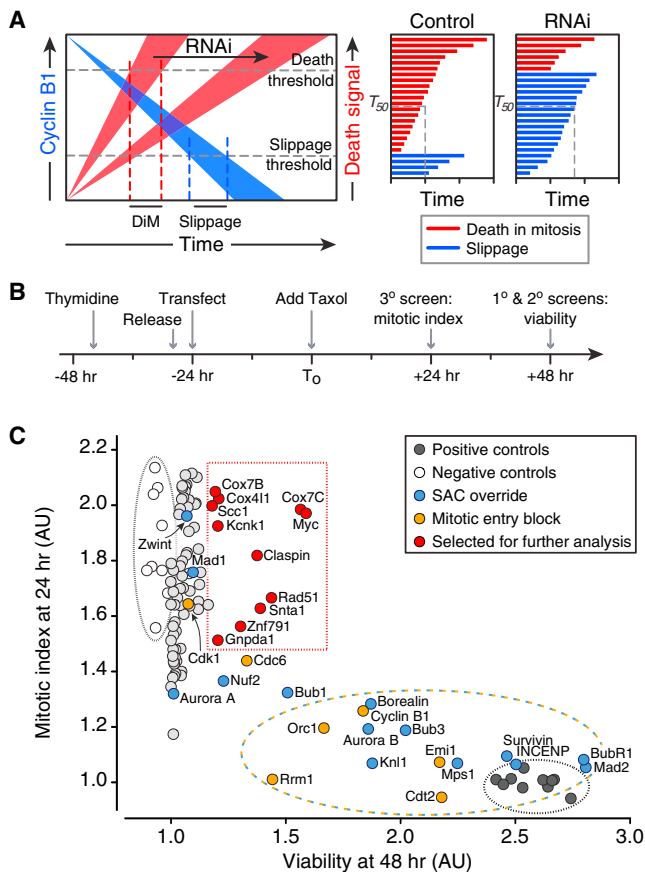 A
Cyclin B1
RNAi
Death
threshold
Slippage
threshold
Death signal
DiM
Slippage
Time
Control
RNAi
T50
T50
Time
Time
Death in mitosis
Slippage
B
Thymidine
Release
Transfect
Add Taxol
3o screen:
mitotic index
1o & 2o screens:
viability
-48 hr
-24 hr
To
+24 hr
+48 hr
C
Mitotic index at 24 hr (AU)
2.2
2.0
1.8
1.6
1.4
1.2
1.0
Positive controls
Negative controls
SAC override
Mitotic entry block
Selected for further analysis
Cox7B
Cox4I1
Scc1
Kcnk1
Cox7C
Myc
Zwint
Mad1
Claspin
Rad51
Snta1
Znf791
Gnpda1
Cdk1
Cdc6
Nuf2
Aurora A
Bub1
Borealin
Cyclin B1
Orc1
Aurora B
Bub3
Knl1
Emi1
Mps1
Survivin
INCENP
BubR1
Mad2
Rrm1
Cdt2
1.0
1.5
2.0
2.5
3.0
Viability at 48 hr (AU)